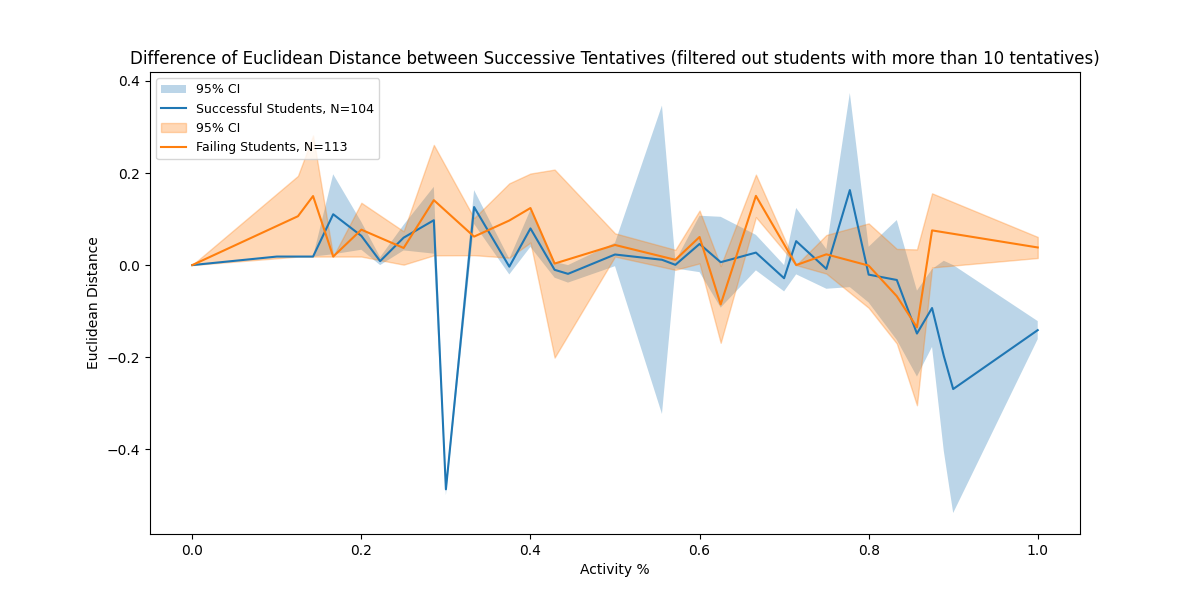 Difference of Euclidean Distance between Successive Tentatives (filtered out students with more than 10 tentatives)
95% CI
Successful Students, N=104
95% CI
Failing Students, N=113
Euclidean Distance
0.4
0.2
0.0
−0.2
−0.4
0.0 0.2 0.4 0.6 0.8 1.0
Activity %